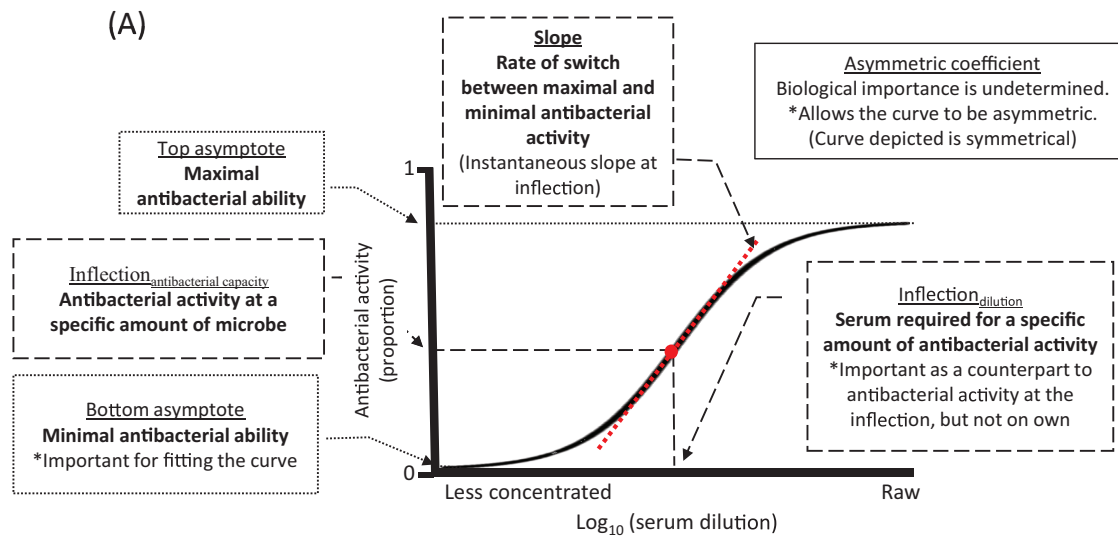 (A)
Slope
Rate of switch
between maximal and
minimal antibacterial
activity
(Instantaneous slope at
inflection)
Asymmetric coefficient
Biological importance is undetermined.
*Allows the curve to be asymmetric.
(Curve depicted is symmetrical)
Top asymptote
Maximal
antibacterial ability
Inflection antibacterial capacity
Antibacterial activity at a
specific amount of microbe
Bottom asymptote
Minimal antibacterial ability
*Important for fitting the curve
1
Antibacterial activity
(proportion)
0
Inflection dilution
Serum required for a specific
amount of antibacterial activity
*Important as a counterpart to
antibacterial activity at the
inflection, but not on own
Less concentrated Raw
Log10 (serum dilution)